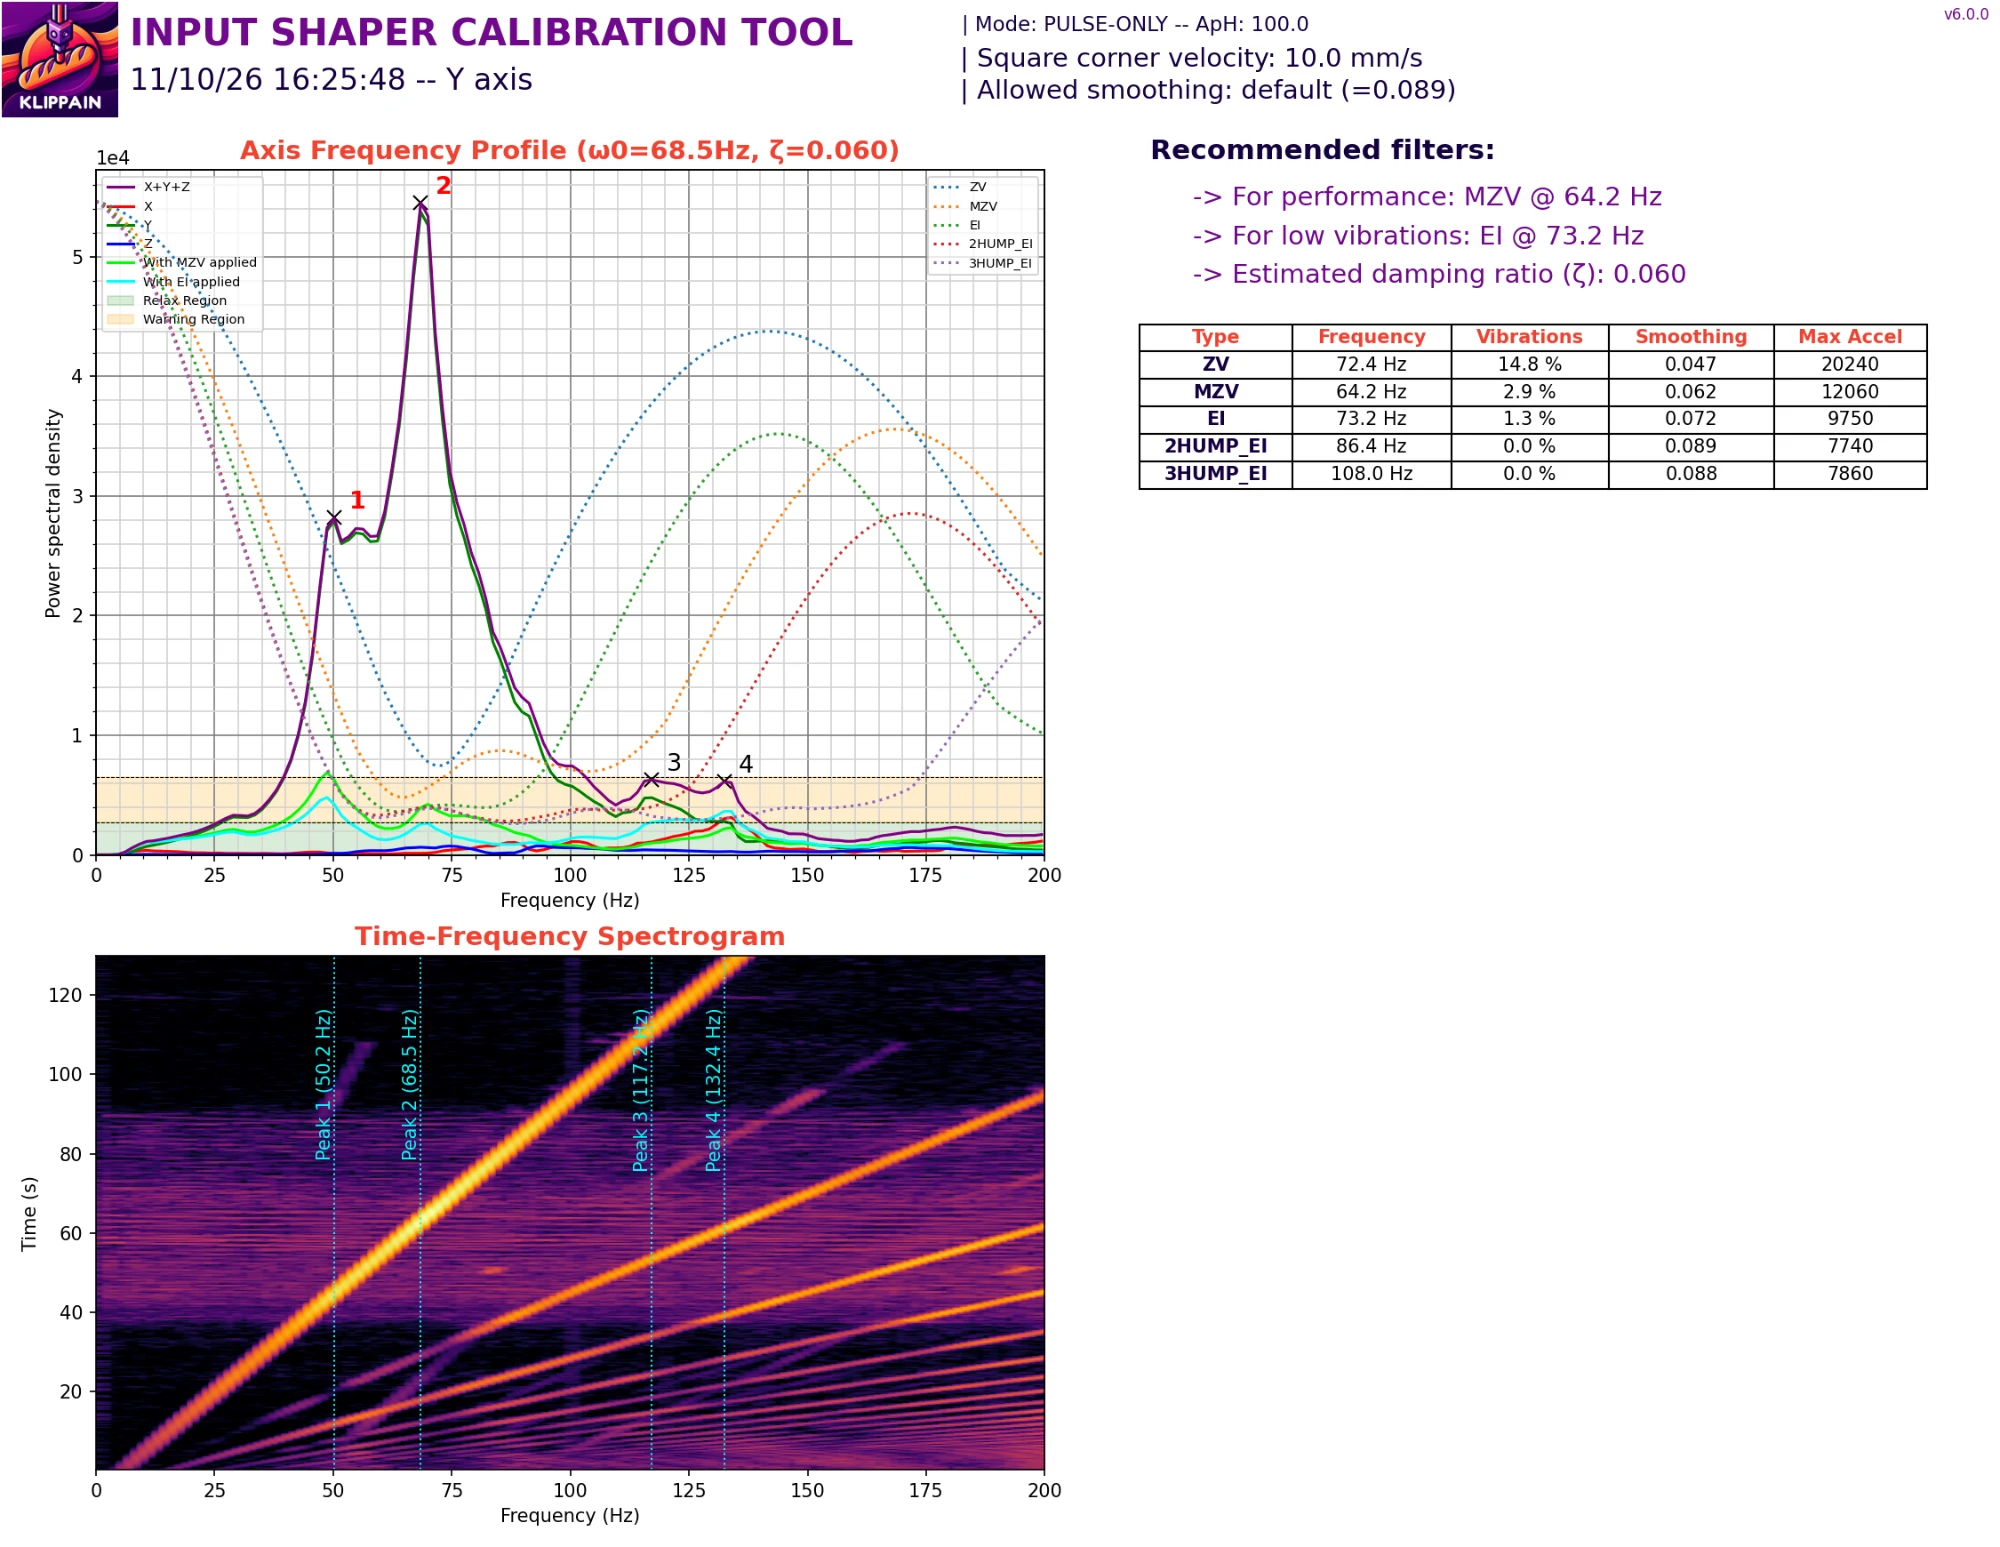 INPUT SHAPER CALIBRATION TOOL
11/10/26 16:25:48 -- Y axis
KLIPPAIN
| Mode: PULSE-ONLY -- ApH: 100.0
| Square corner velocity: 10.0 mm/s
| Allowed smoothing: default (=0.089)
v6.0.0
Axis Frequency Profile (ω0=68.5Hz, ζ=0.060)
1e4
X+Y+Z
X
Y
Z
With MZV applied
With EI applied
Relax Region
Warning Region
ZV
MZV
EI
2HUMP_EI
3HUMP_EI
1
2
3
4
5
4
3
2
1
0
Power spectral density
0 25 50 75 100 125 150 175 200
Frequency (Hz)
Recommended filters:
-> For performance: MZV @ 64.2 Hz
-> For low vibrations: EI @ 73.2 Hz
-> Estimated damping ratio (ζ): 0.060
Type Frequency Vibrations Smoothing Max Accel
ZV 72.4 Hz 14.8 % 0.047 20240
MZV 64.2 Hz 2.9 % 0.062 12060
EI 73.2 Hz 1.3 % 0.072 9750
2HUMP_EI 86.4 Hz 0.0 % 0.089 7740
3HUMP_EI 108.0 Hz 0.0 % 0.088 7860
Time-Frequency Spectrogram
Peak 1 (50.2 Hz)
Peak 2 (68.5 Hz)
Peak 3 (117.2 Hz)
Peak 4 (132.4 Hz)
120
100
80
60
40
20
Time (s)
0 25 50 75 100 125 150 175 200
Frequency (Hz)